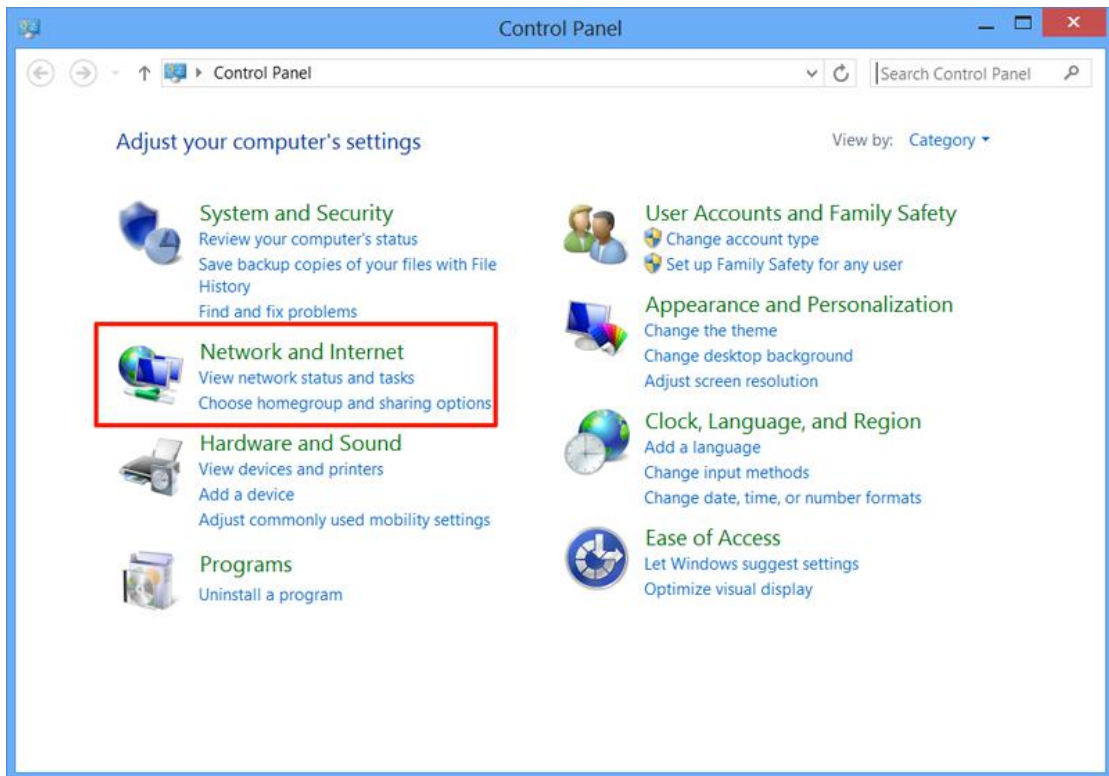 Control Panel
Control Panel
Search Control Panel
Adjust your computer's settings
View by: Category
System and Security
Review your computer's status
Save backup copies of your files with File
History
Find and fix problems
Network and Internet
View network status and tasks
Choose homegroup and sharing options
Hardware and Sound
View devices and printers
Add a device
Adjust commonly used mobility settings
Programs
Uninstall a program
User Accounts and Family Safety
Change account type
Set up Family Safety for any user
Appearance and Personalization
Change the theme
Change desktop background
Adjust screen resolution
Clock, Language, and Region
Add a language
Change input methods
Change date, time, or number formats
Ease of Access
Let Windows suggest settings
Optimize visual display